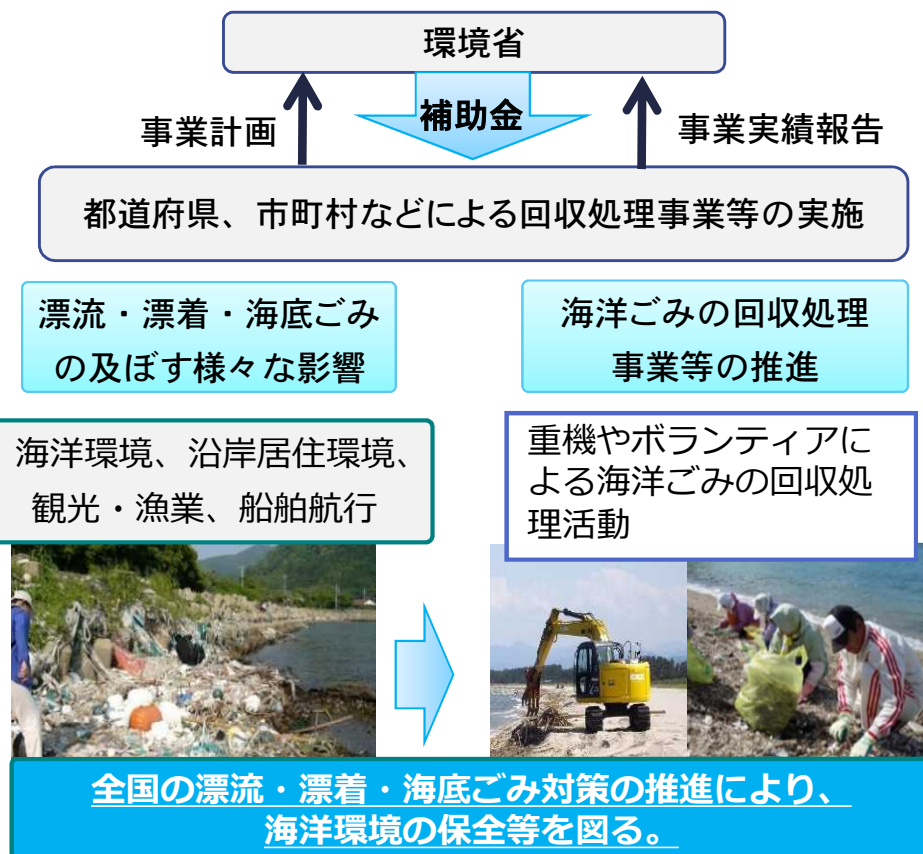 環境省
補助金
事業計画
事業実績報告
都道府県、市町村などによる回収処理事業等の実施
漂流・漂着・海底ごみ
の及ぼす様々な影響
海洋ごみの回収処理
事業等の推進
海洋環境、沿岸居住環境、
観光・漁業、船舶航行
重機やボランティアに
よる海洋ごみの回収処
理活動
KOBELCO
全国の漂流・漂着・海底ごみ対策の推進により、
海洋環境の保全等を図る。